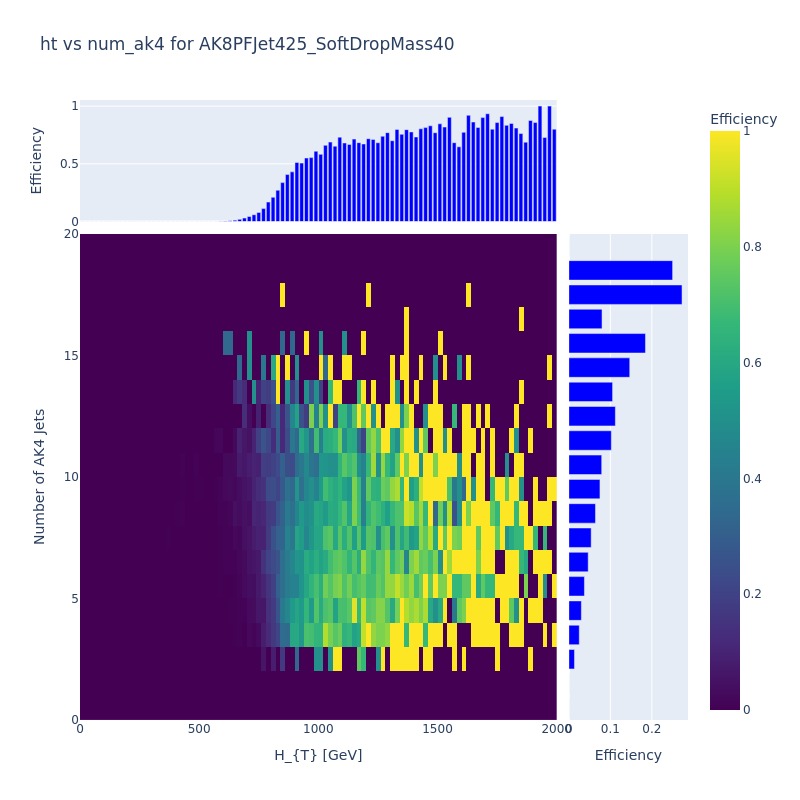 ht vs num_ak4 for AK8PFJet425_SoftDropMass40
Efficiency
1
0.5
0
Efficiency
1
0.8
0.6
0.4
0.2
0
Number of AK4 Jets
20
15
10
5
0
0 500 1000 1500 2000
H_{T} [GeV]
0 0.1 0.2
Efficiency